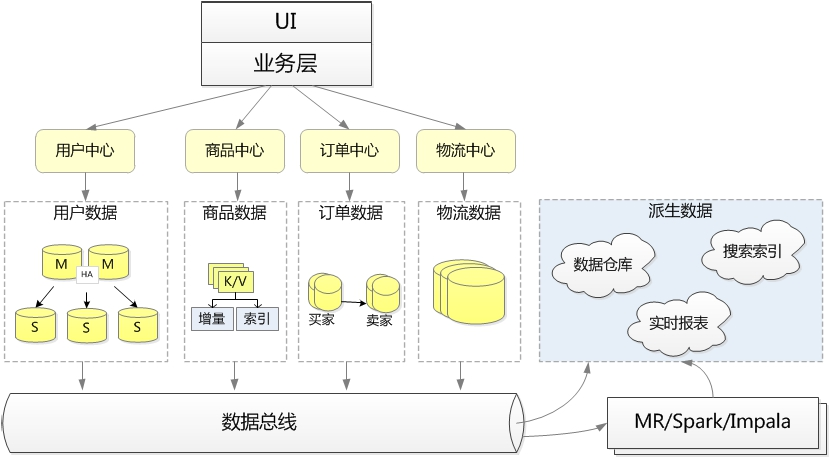 UI
业务层
用户中心
商品中心
订单中心
物流中心
用户数据
商品数据
订单数据
物流数据
派生数据
M
M
HA
S
S
S
K/V
增量
索引
买家
卖家
数据仓库
搜索索引
实时报表
数据总线
MR/Spark/Impala